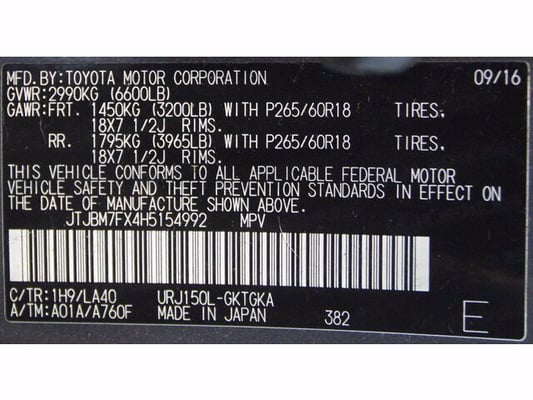 MFD.BY:TOYOTA MOTOR CORPORATION 09/16
GVWR:2990KG (6600LB)
GAWR:FRT. 1450KG (3200LB) WITH P265/60R18 TIRES,
18X7 1/2J RIMS.
RR. 1795KG (3965LB) WITH P265/60R18 TIRES,
18X7 1/2J RIMS.
THIS VEHICLE CONFORMS TO ALL APPLICABLE FEDERAL MOTOR
VEHICLE SAFETY AND THEFT PREVENTION STANDARDS IN EFFECT ON
THE DATE OF MANUFACTURE SHOWN ABOVE.
JTJBM7FX4H5154992 MPV
C/TR:1H9/LA40 URJ150L-GKTGKA
A/TM:A01A/A760F MADE IN JAPAN 382 E